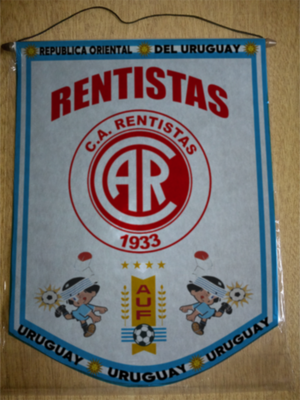 REPUBLICA ORIENTAL DEL URUGUAY
RENTISTAS
C.A. RENTISTAS
CAR
1933
AUF
URUGUAY URUGUAY URUGUAY